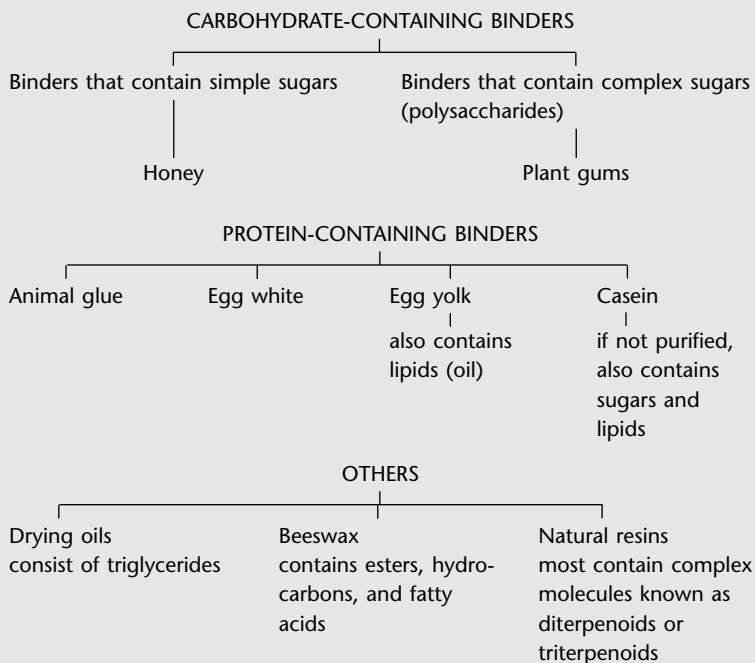 CARBOHYDRATE-CONTAINING BINDERS
Binders that contain simple sugars
Honey
Binders that contain complex sugars
(polysaccharides)
Plant gums
PROTEIN-CONTAINING BINDERS
Animal glue
Egg white
Egg yolk
also contains
lipids (oil)
Casein
if not purified,
also contains
sugars and
lipids
OTHERS
Drying oils
consist of triglycerides
Beeswax
contains esters, hydro-
carbons, and fatty
acids
Natural resins
most contain complex
molecules known as
diterpenoids or
triterpenoids